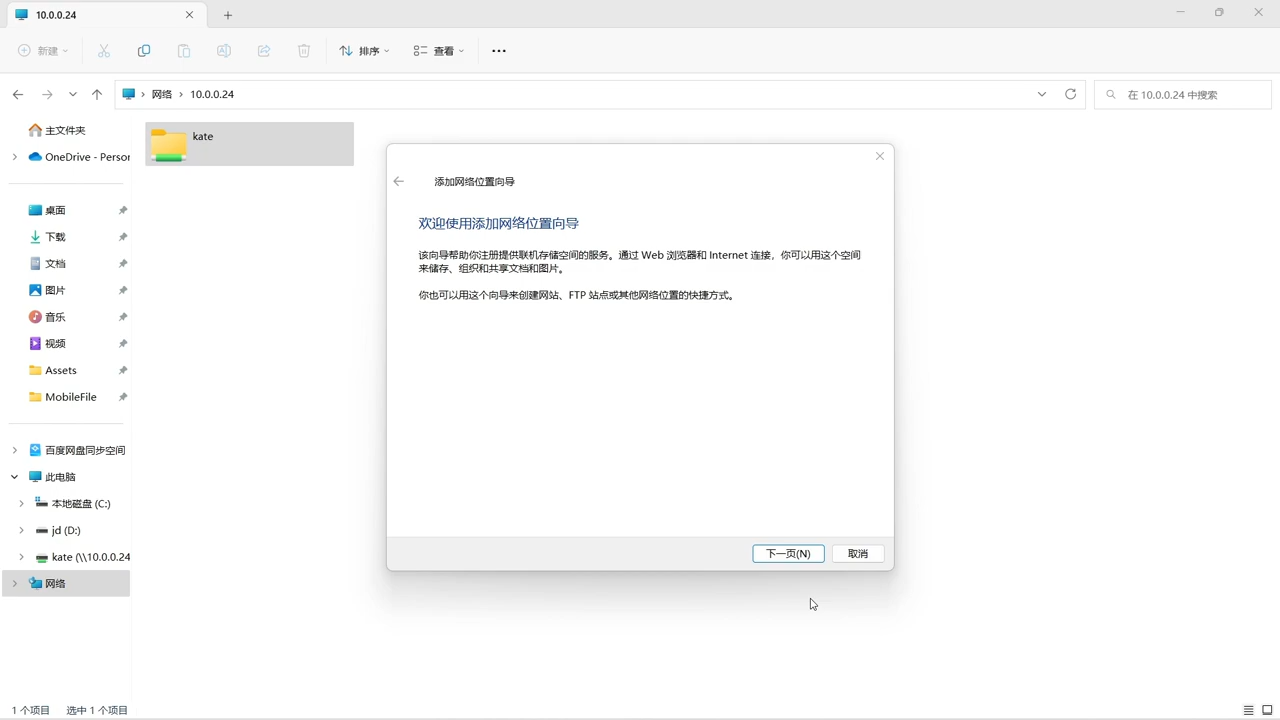 10.0.0.24
新建
排序
查看
网络
10.0.0.24
在 10.0.0.24 中搜索
主文件夹
OneDrive - Person
桌面
下载
文档
图片
音乐
视频
Assets
MobileFile
百度网盘同步空间
此电脑
本地磁盘 (C:)
jd (D:)
kate (\\10.0.0.24
网络
kate
添加网络位置向导
欢迎使用添加网络位置向导
该向导帮助你注册提供联机存储空间的服务。通过 Web 浏览器和 Internet 连接，你可以用这个空间
来储存、组织和共享文档和图片。
你也可以用这个向导来创建网站、FTP 站点或其他网络位置的快捷方式。
下一页(N)
取消
1 个项目
选中 1 个项目